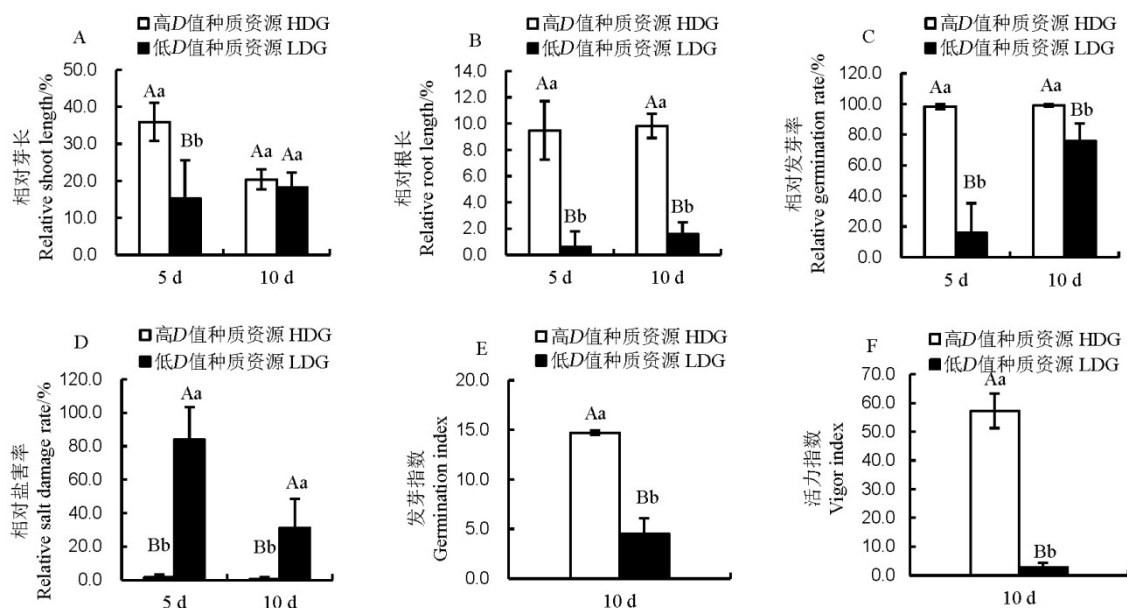 A
高D值种质资源 HDG
低D值种质资源 LDG
相对芽长
Relative shoot length/%
50.0
40.0
30.0
20.0
10.0
0.0
Aa
Bb
Aa
Aa
5 d
10 d
B
高D值种质资源 HDG
低D值种质资源 LDG
相对根长
Relative root length/%
14.0
12.0
10.0
8.0
6.0
4.0
2.0
0.0
Aa
Bb
Aa
Bb
5 d
10 d
C
高D值种质资源 HDG
低D值种质资源 LDG
相对发芽率
Relative germination rate/%
120.0
100.0
80.0
60.0
40.0
20.0
0.0
Aa
Bb
Aa
Bb
5 d
10 d
D
高D值种质资源 HDG
低D值种质资源 LDG
相对盐害率
Relative salt damage rate/%
120.0
100.0
80.0
60.0
40.0
20.0
0.0
Bb
Aa
Bb
Aa
5 d
10 d
E
高D值种质资源 HDG
低D值种质资源 LDG
发芽指数
Germination index
20.0
15.0
10.0
5.0
0.0
Aa
Bb
10 d
F
高D值种质资源 HDG
低D值种质资源 LDG
活力指数
Vigor index
70.0
60.0
50.0
40.0
30.0
20.0
10.0
0.0
Aa
Bb
10 d